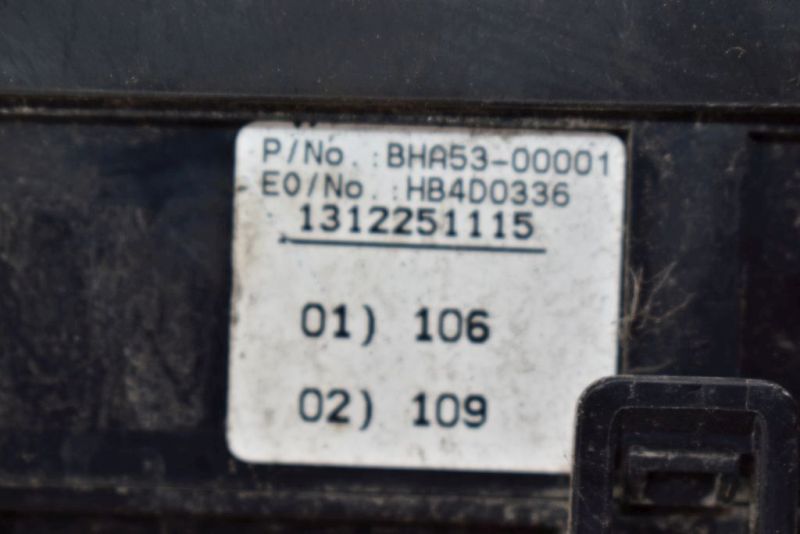 P/No.:BHA53-00001
EO/No.:HB4D0336
1312251115
01) 106
02) 109